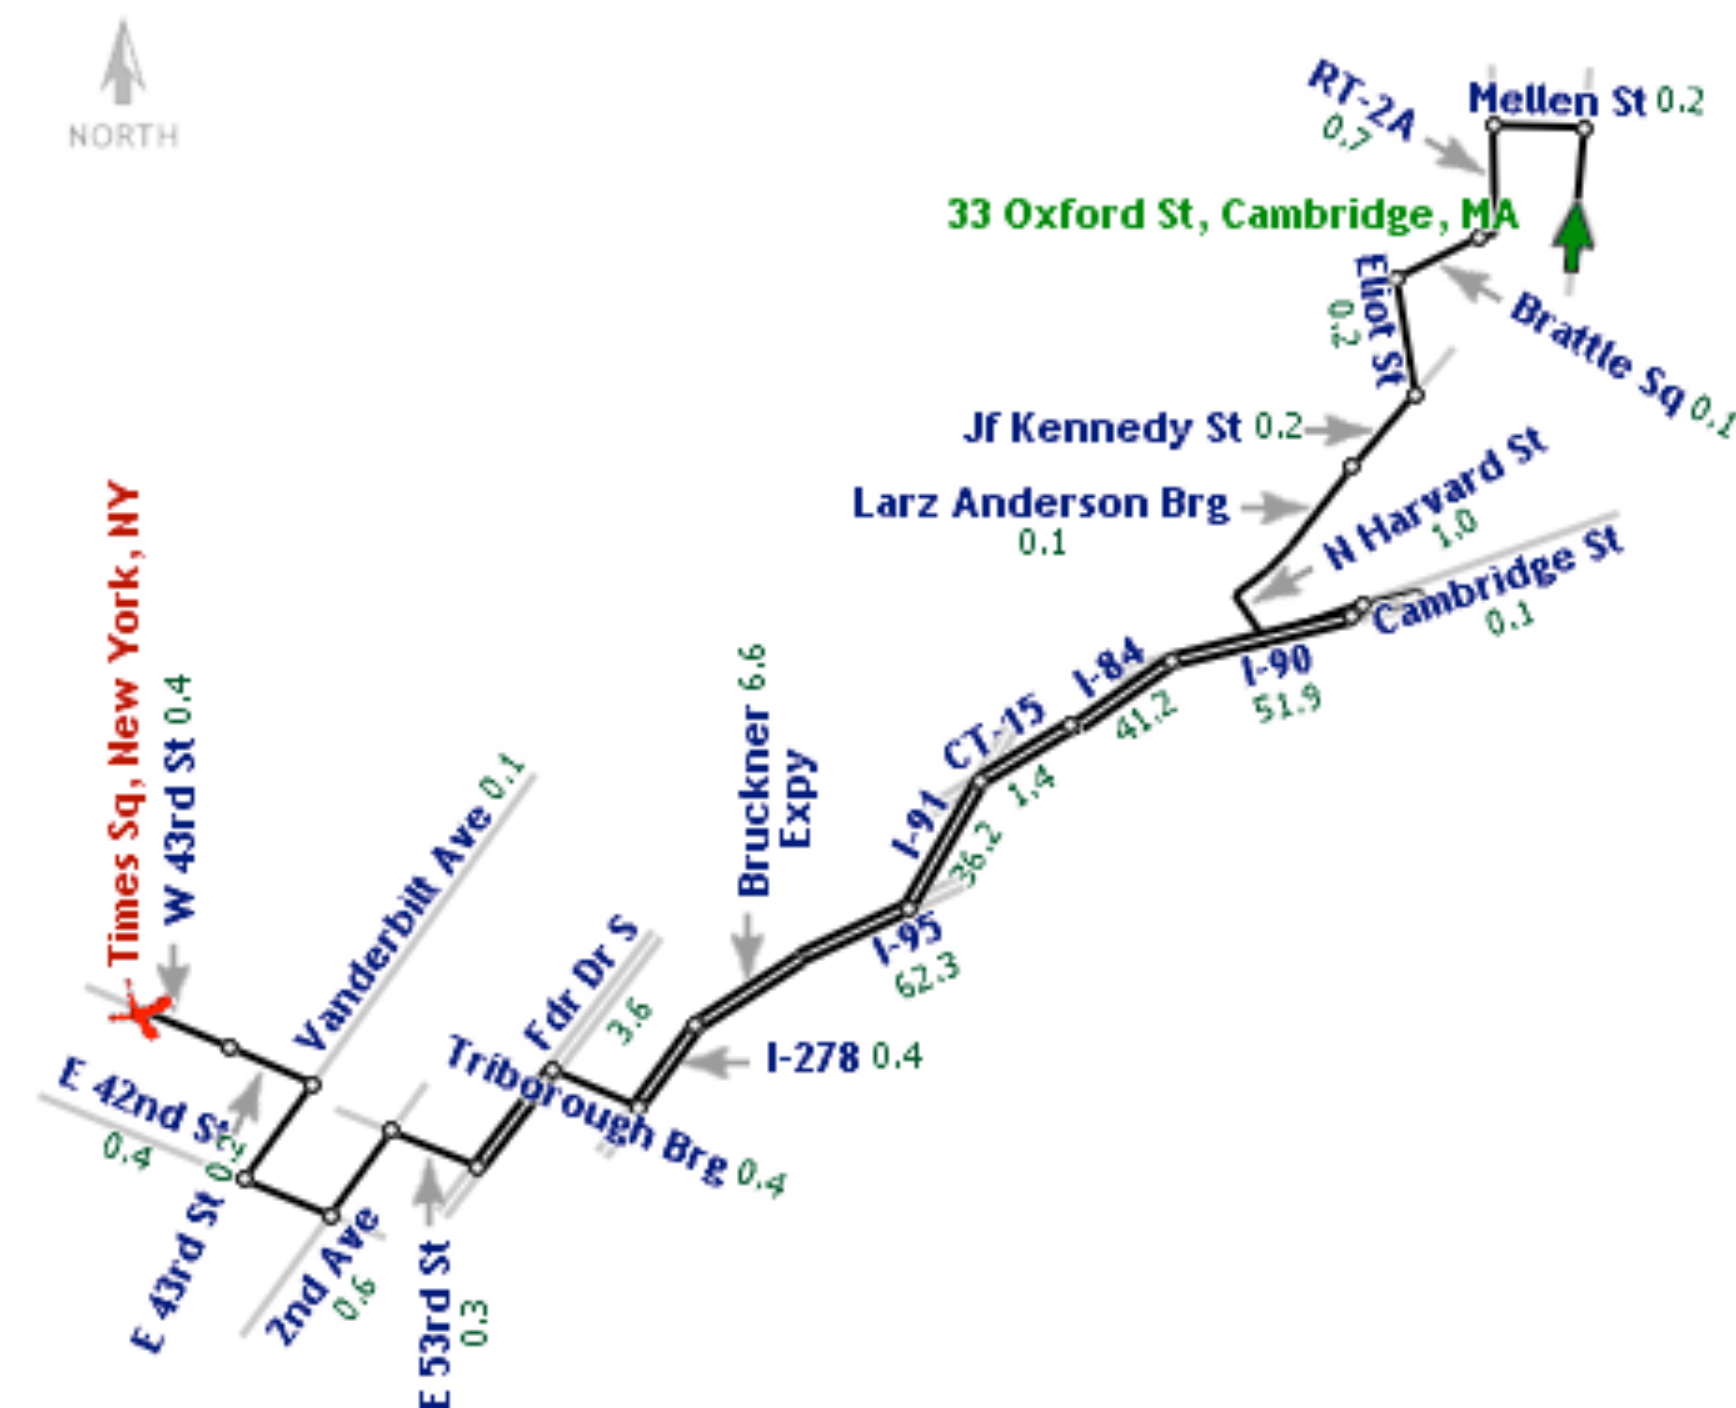 NORTH
RT-2A
0.7
Mellen St 0.2
33 Oxford St, Cambridge, MA
Eliot St
0.2
Brattle Sq 0.1
Jf Kennedy St 0.2
Larz Anderson Brg
0.1
N Harvard St
1.0
Cambridge St
0.1
I-90
51.9
I-84
41.2
CT-15
1.4
I-91
36.2
I-95
62.3
Bruckner 6.6
Expy
I-278 0.4
Triborough Brg 0.4
Fdr Dr S
3.6
E 53rd St
0.3
2nd Ave
0.6
E 42nd St
0.4
Vanderbilt Ave 0.1
E 43rd St 0.2
W 43rd St 0.4
Times Sq, New York, NY